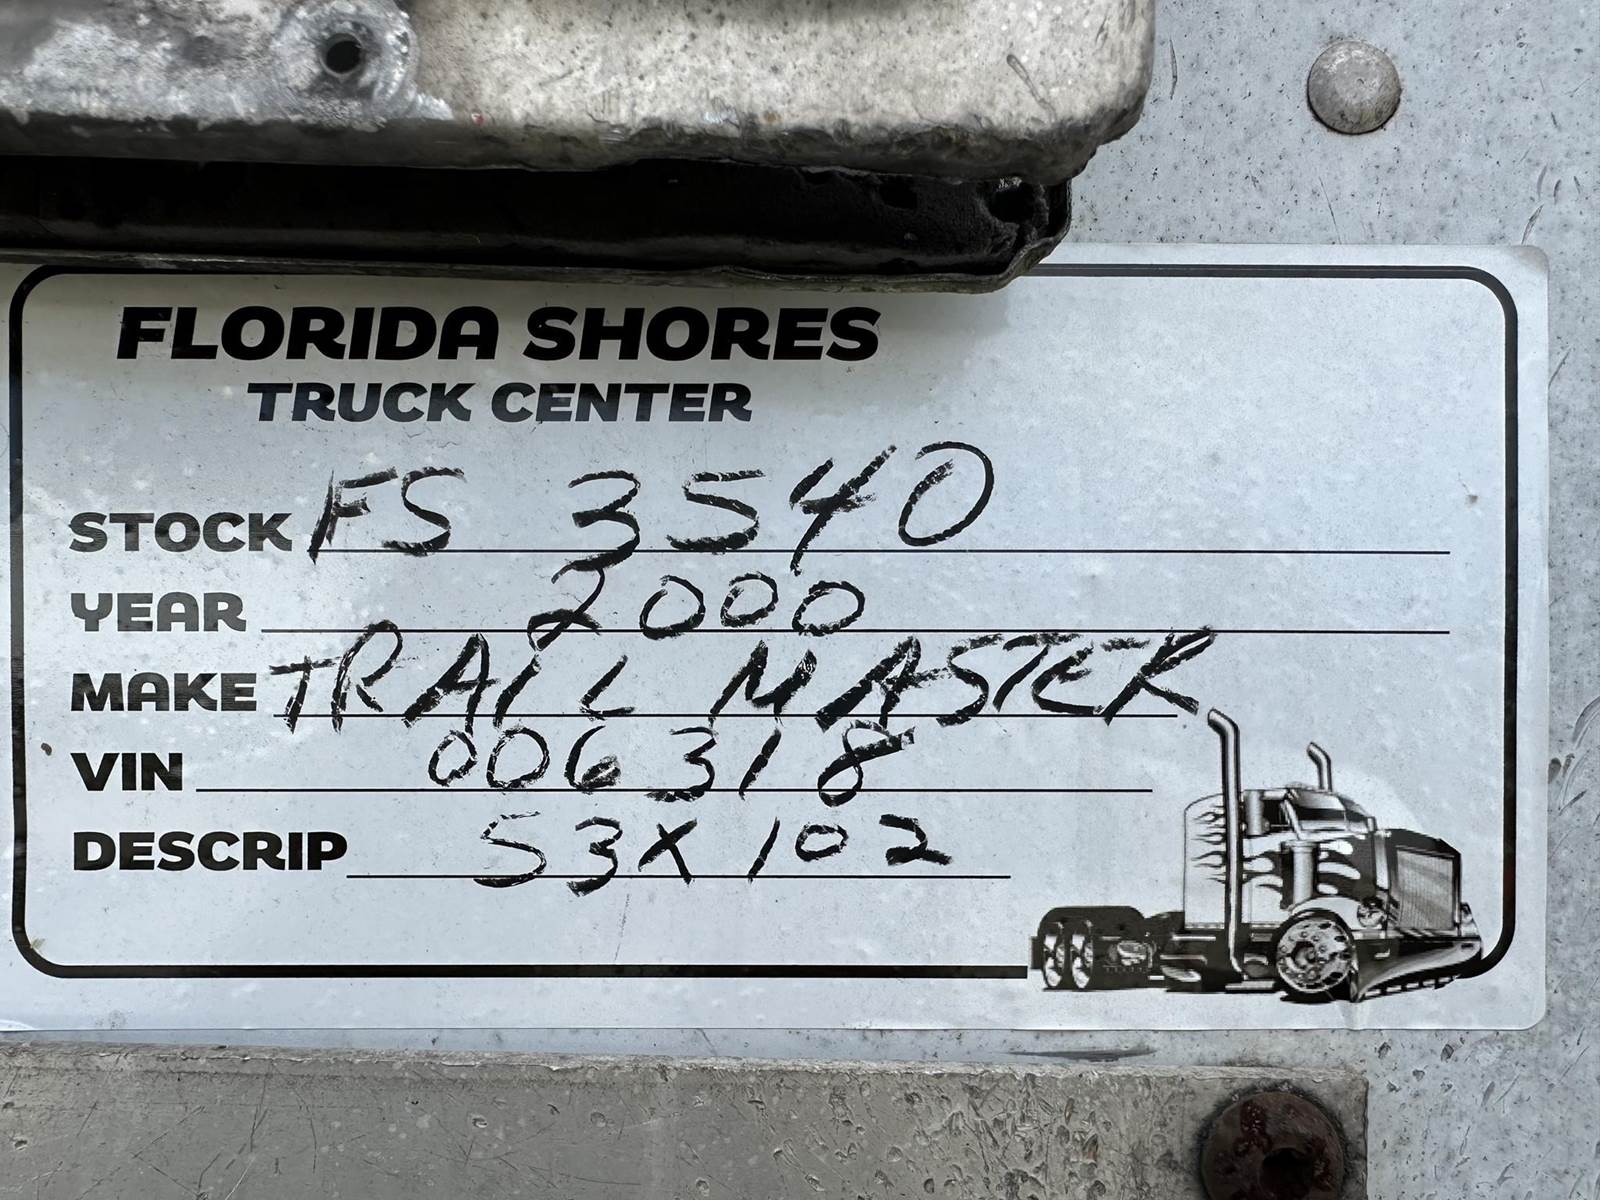 FLORIDA SHORES
TRUCK CENTER
STOCK FS 3540
YEAR 2000
MAKE TRAIL MASTER
VIN 006318
DESCRIP 53X102